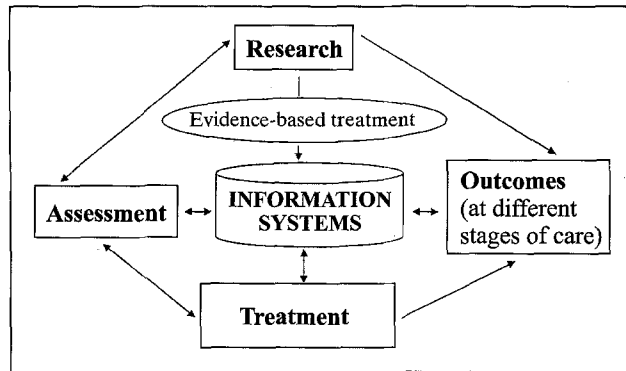 Research
Evidence-based treatment
Assessment
INFORMATION
SYSTEMS
Outcomes
(at different
stages of care)
Treatment